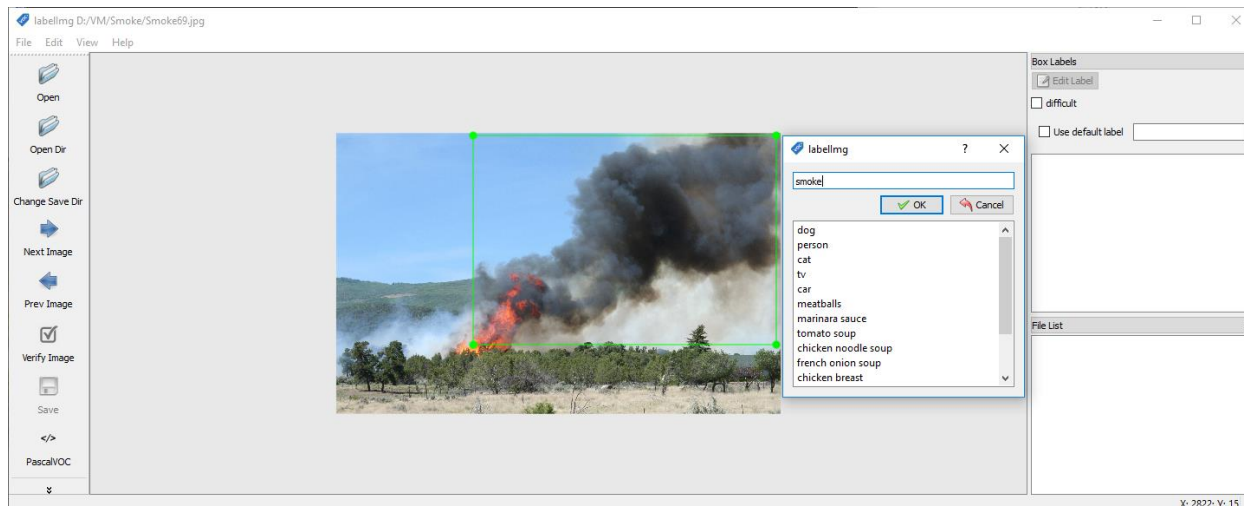 labelImg D:/VM/Smoke/Smoke69.jpg
File Edit View Help
Open
Open Dir
Change Save Dir
Next Image
Prev Image
Verify Image
Save
</>
PascalVOC
labelImg ? X
smoke
OK Cancel
dog
person
cat
tv
car
meatballs
marinara sauce
tomato soup
chicken noodle soup
french onion soup
chicken breast
Box Labels
Edit Label
difficult
Use default label
File List
X: 2822; Y: 15